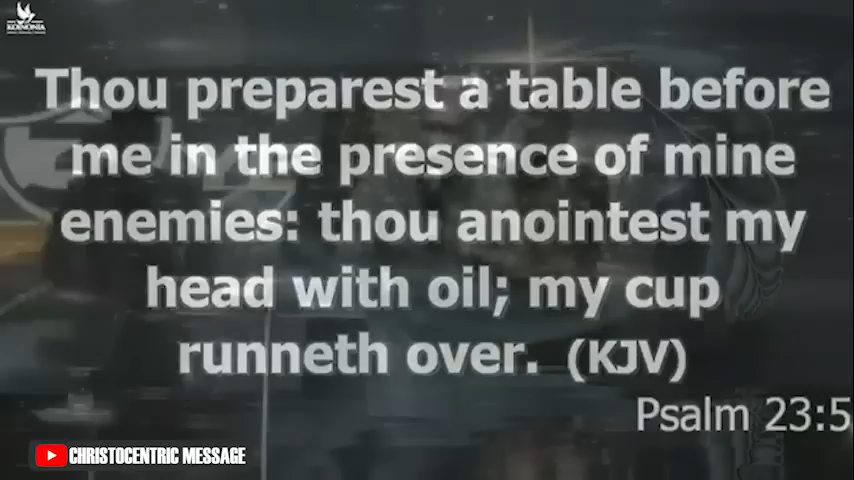 KOINONIA
Thou preparest a table before
me in the presence of mine
enemies: thou anointest my
head with oil; my cup
runneth over. (KJV)
Psalm 23:5
CHRISTOCENTRIC MESSAGE